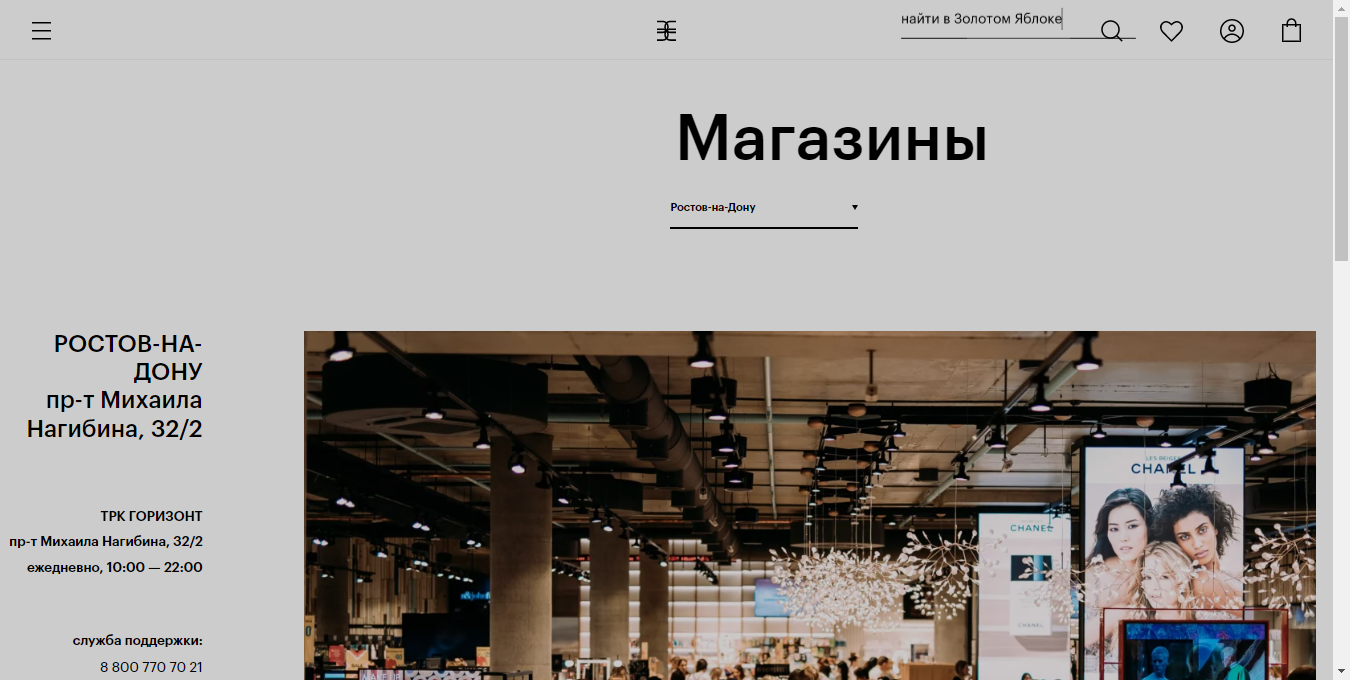 найти в Золотом Яблоке
Магазины
Ростов-на-Дону
РОСТОВ-НА-
ДОНУ
пр-т Михаила
Нагибина, 32/2
ТРК ГОРИЗОНТ
пр-т Михаила Нагибина, 32/2
ежедневно, 10:00 — 22:00
служба поддержки:
8 800 770 70 21
LES BEIGES
CHANEL
CHANEL
CHANEL
SALE